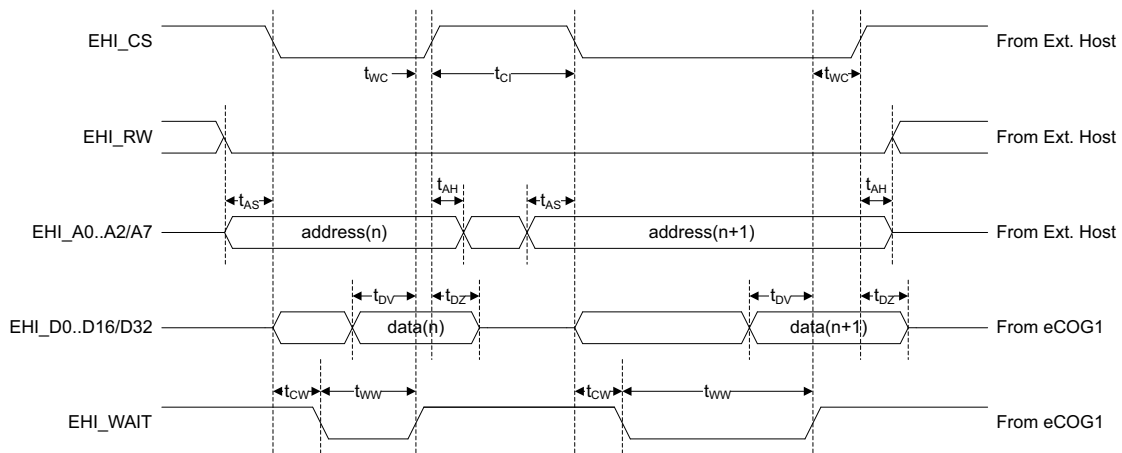 EHI_CS From Ext. Host
tWC tCI tWC
EHI_RW From Ext. Host
tAS tAH tAS tAH
EHI_A0..A2/A7 address(n) address(n+1) From Ext. Host
tDV tDZ tDV tDZ
EHI_D0..D16/D32 data(n) data(n+1) From eCOG1
tCW tWW tCW tWW
EHI_WAIT From eCOG1